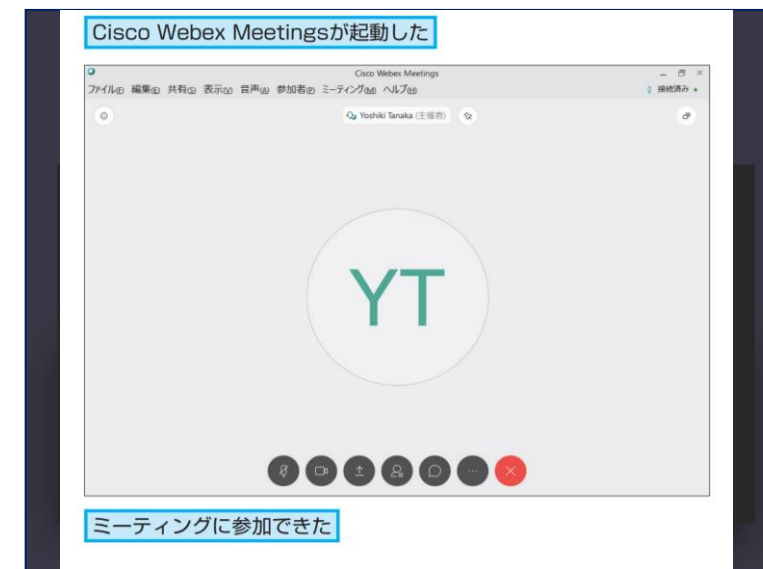 Cisco Webex Meetingsが起動した
Cisco Webex Meetings
ファイル(F) 編集(E) 共有(S) 表示(V) 音声(A) 参加者(P) ミーティング(M) ヘルプ(H) 接続済み
Yoshiki Tanaka (主催者)
YT
ミーティングに参加できた